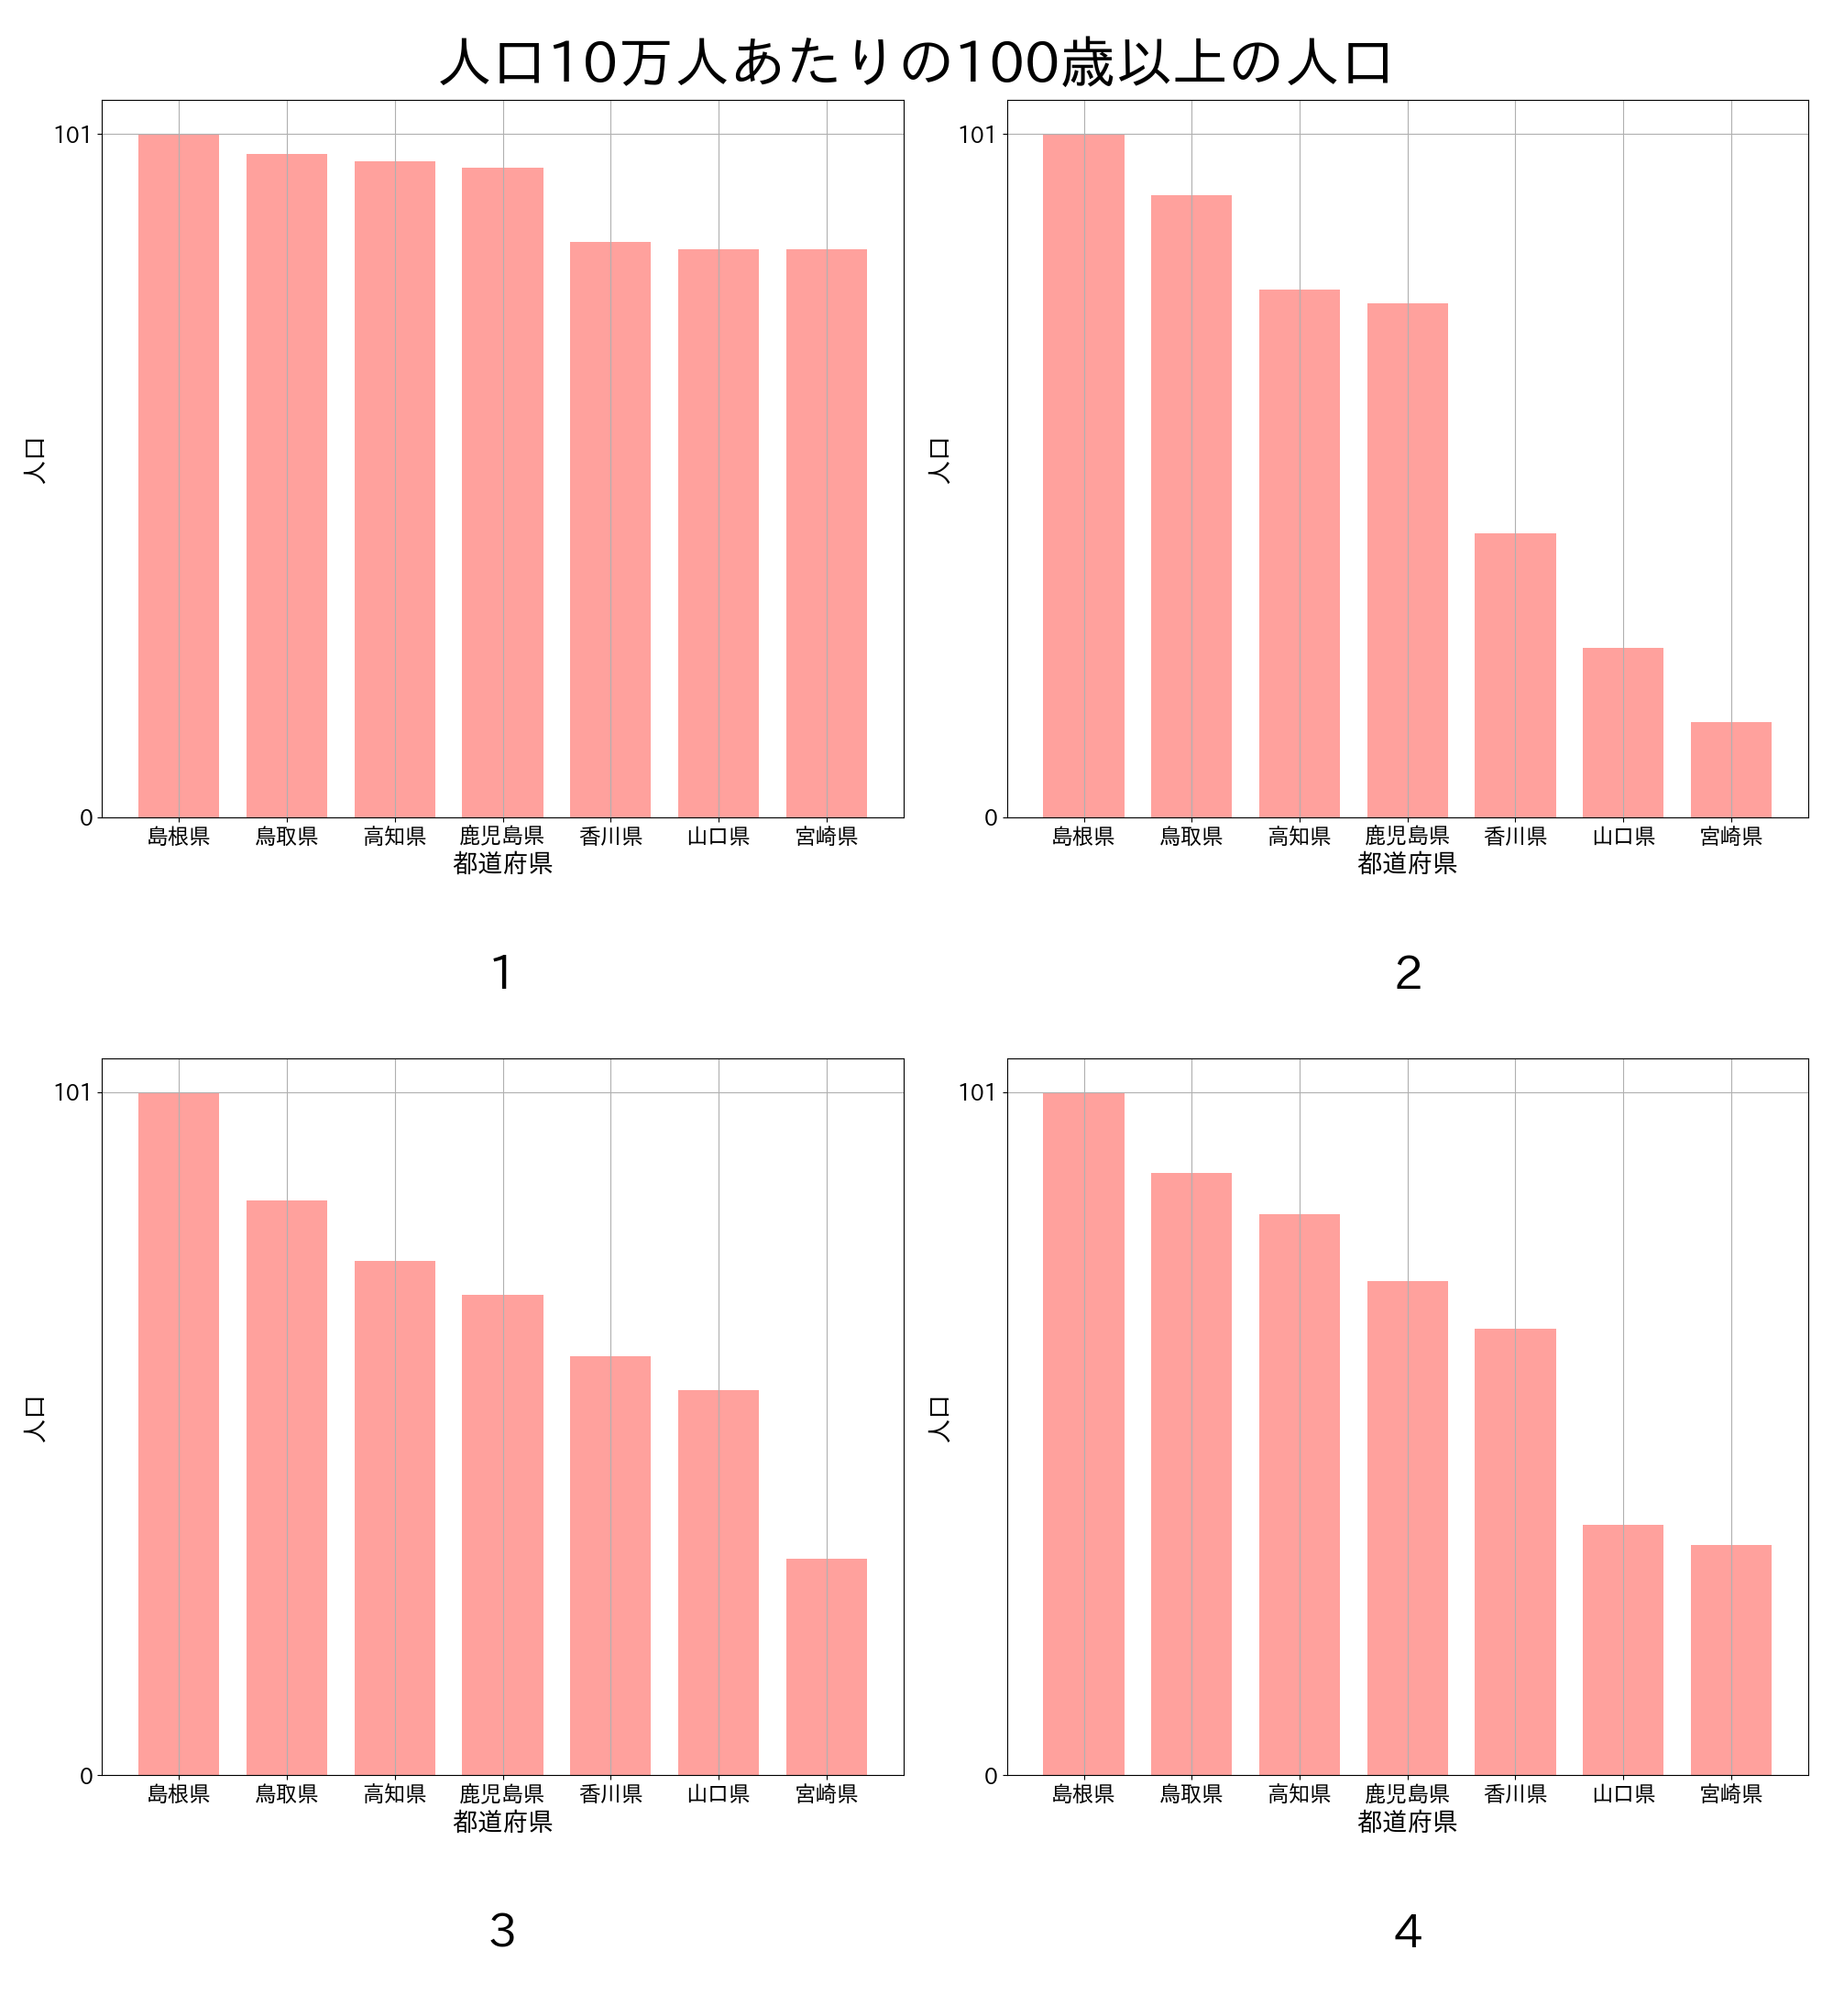 人口10万人あたりの100歳以上の人口
101
人口
0
島根県 鳥取県 高知県 鹿児島県 香川県 山口県 宮崎県
都道府県
1
101
人口
0
島根県 鳥取県 高知県 鹿児島県 香川県 山口県 宮崎県
都道府県
2
101
人口
0
島根県 鳥取県 高知県 鹿児島県 香川県 山口県 宮崎県
都道府県
3
101
人口
0
島根県 鳥取県 高知県 鹿児島県 香川県 山口県 宮崎県
都道府県
4